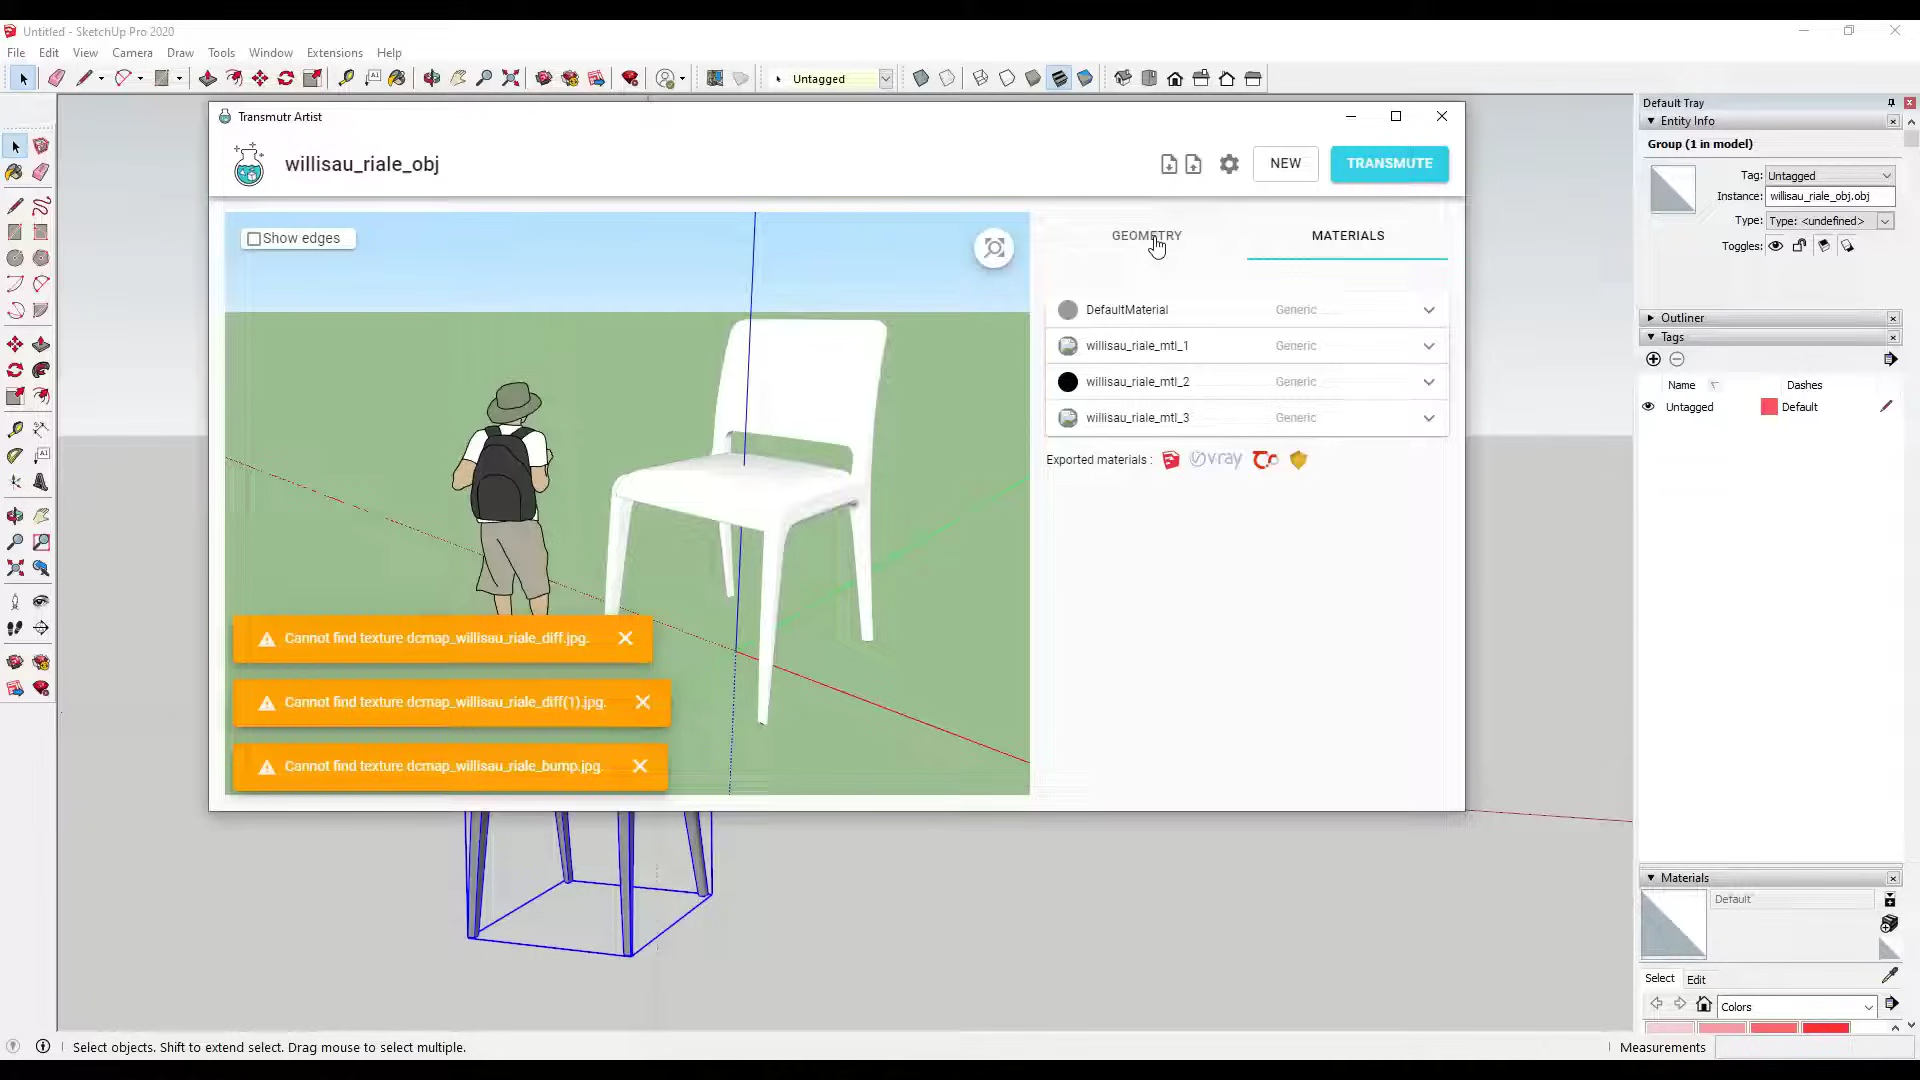 Untitled - SketchUp Pro 2020
File Edit View Camera Draw Tools Window Extensions Help
Untagged
Transmutr Artist
willisau_riale_obj
NEW
TRANSMUTE
Show edges
GEOMETRY
MATERIALS
DefaultMaterial Generic
willisau_riale_mtl_1 Generic
willisau_riale_mtl_2 Generic
willisau_riale_mtl_3 Generic
Exported materials : vray
Cannot find texture dcmap_willisau_riale_diff.jpg.
Cannot find texture dcmap_willisau_riale_diff(1).jpg.
Cannot find texture dcmap_willisau_riale_bump.jpg.
Default Tray
Entity Info
Group (1 in model)
Tag: Untagged
Instance: willisau_riale_obj.obj
Type: Type: <undefined>
Toggles:
Outliner
Tags
Name Dashes
Untagged Default
Materials
Default
Select Edit
Colors
Select objects. Shift to extend select. Drag mouse to select multiple.
Measurements